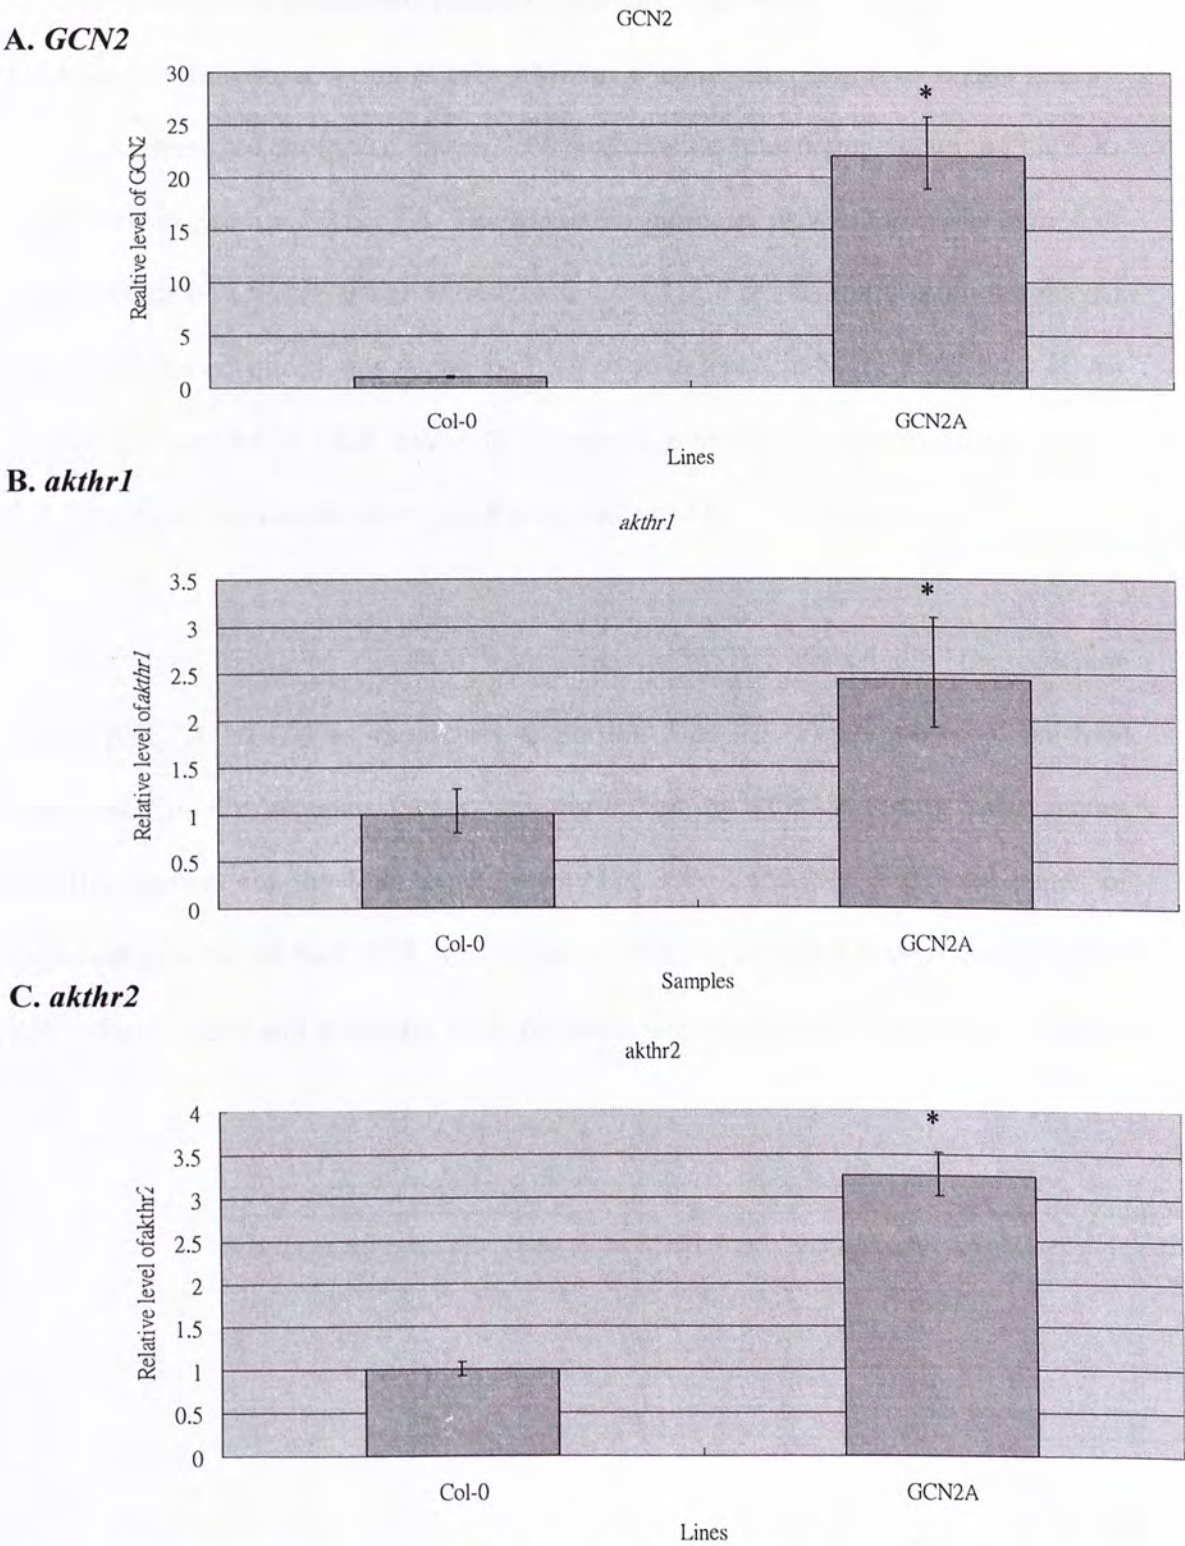 GCN2
A. GCN2
30
25
20
15
10
5
0
Realtive level of GCN2
*
Col-0
GCN2A
Lines
B. akthr1
akthr1
3.5
3
2.5
2
1.5
1
0.5
0
Relative level ofakthr1
*
Col-0
GCN2A
Samples
C. akthr2
akthr2
4
3.5
3
2.5
2
1.5
1
0.5
0
Relative level ofakthr2
*
Col-0
GCN2A
Lines